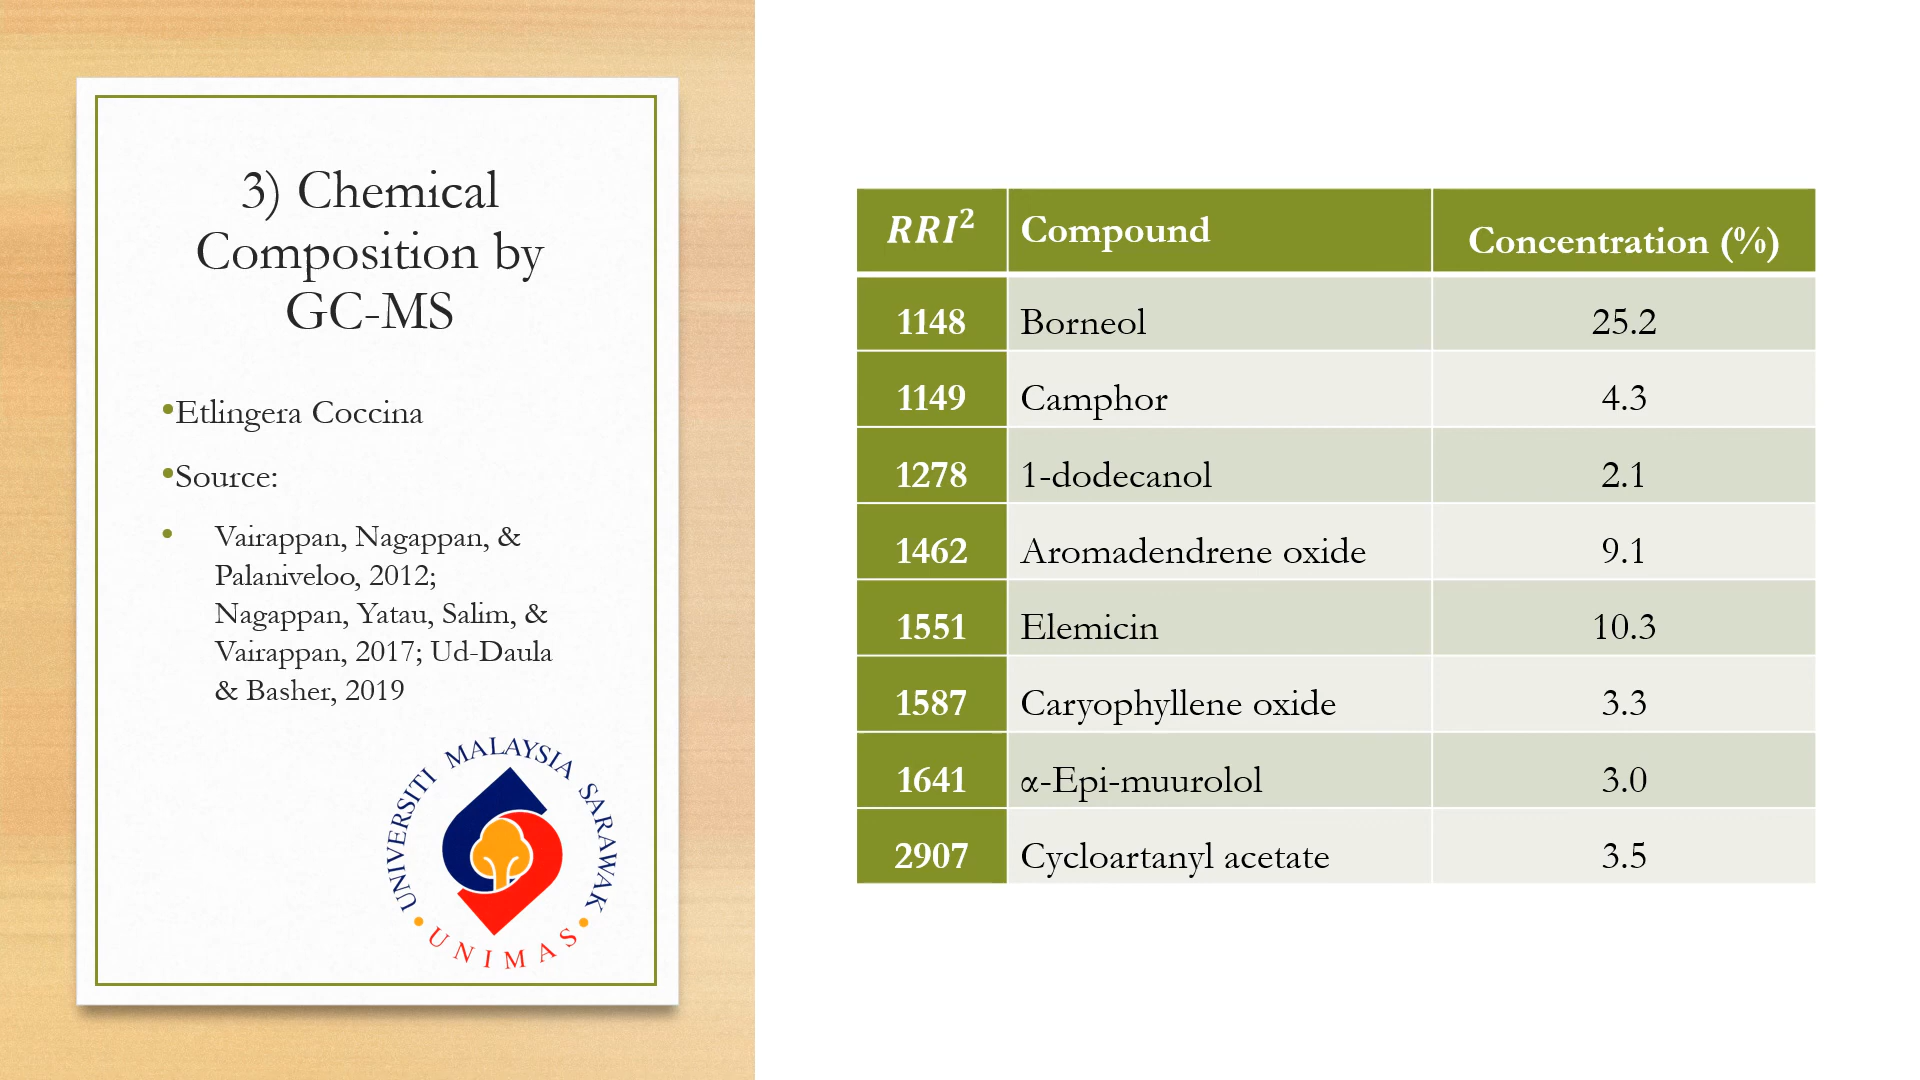 3) Chemical
Composition by
GC-MS
•Etlingera Coccina
•Source:
• Vairappan, Nagappan, &
Palaniveloo, 2012;
Nagappan, Yatau, Salim, &
Vairappan, 2017; Ud-Daula
& Basher, 2019
UNIVERSITI MALAYSIA SARAWAK
UNIMAS
RRI² Compound Concentration (%)
1148 Borneol 25.2
1149 Camphor 4.3
1278 1-dodecanol 2.1
1462 Aromadendrene oxide 9.1
1551 Elemicin 10.3
1587 Caryophyllene oxide 3.3
1641 α-Epi-muurolol 3.0
2907 Cycloartanyl acetate 3.5